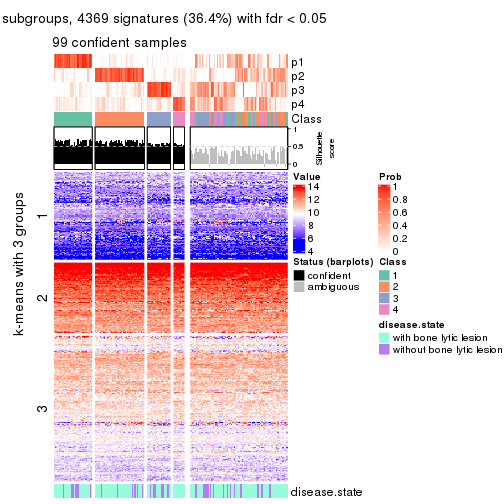 subgroups, 4369 signatures (36.4%) with fdr < 0.05
99 confident samples
p1
p2
p3
p4
Class
1
0.5
0
Silhouette
score
k-means with 3 groups
1
2
3
Value
14
12
10
8
6
4
Prob
1
0.8
0.6
0.4
0.2
0
Status (barplots)
confident
ambiguous
Class
1
2
3
4
disease.state
with bone lytic lesion
without bone lytic lesion
disease.state